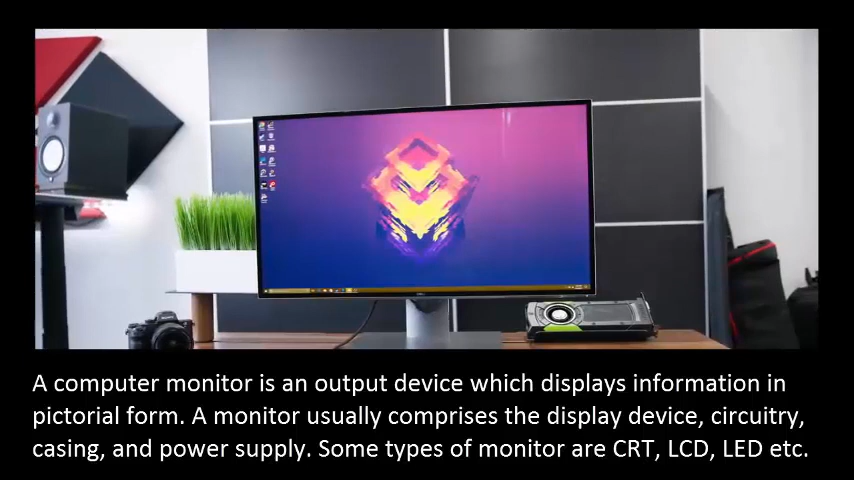 A computer monitor is an output device which displays information in
pictorial form. A monitor usually comprises the display device, circuitry,
casing, and power supply. Some types of monitor are CRT, LCD, LED etc.